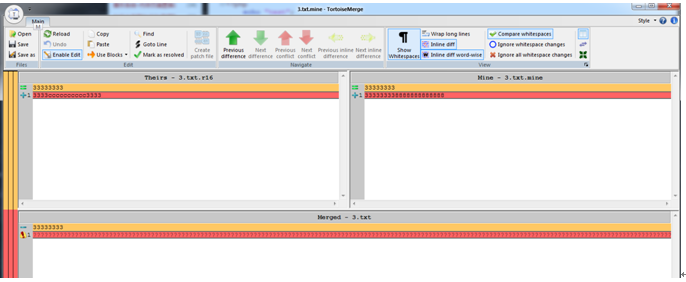 3.txt.mine - TortoiseMerge
Main
Style
M
Open
Save
Save as
Files
Reload
Undo
Enable Edit
Copy
Paste
Use Blocks
Find
Goto Line
Mark as resolved
Create patch file
Edit
Previous difference
Next difference
Previous conflict
Next conflict
Previous inline difference
Next inline difference
Navigate
Show Whitespaces
Wrap long lines
Inline diff
Inline diff word-wise
Compare whitespaces
Ignore whitespace changes
Ignore all whitespace changes
View
Theirs - 3.txt.r16
33333333
1
3333cccccccccc3333
Mine - 3.txt.mine
33333333
1
Merged - 3.txt
33333333
1